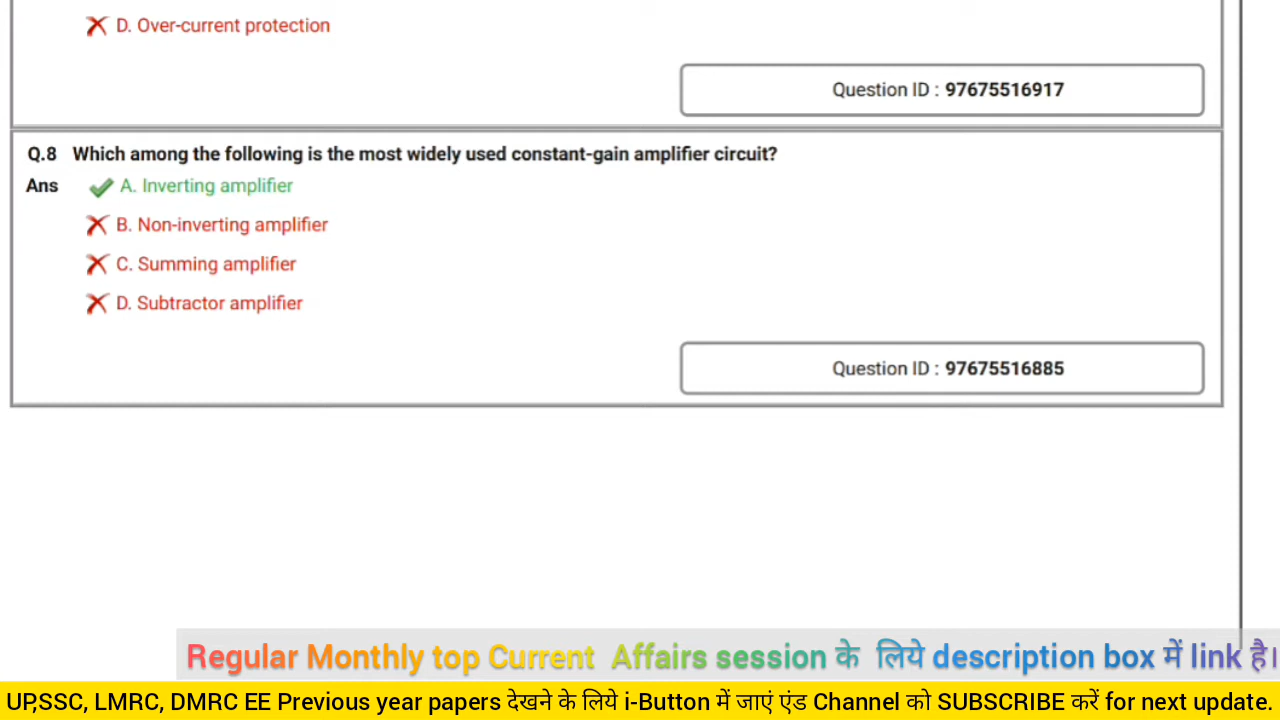 D. Over-current protection
Question ID : 97675516917
Q.8 Which among the following is the most widely used constant-gain amplifier circuit?
Ans A. Inverting amplifier
B. Non-inverting amplifier
C. Summing amplifier
D. Subtractor amplifier
Question ID : 97675516885
Regular Monthly top Current Affairs session के लिये description box में link है।
UP,SSC, LMRC, DMRC EE Previous year papers देखने के लिये i-Button में जाएं एंड Channel को SUBSCRIBE करें for next update.